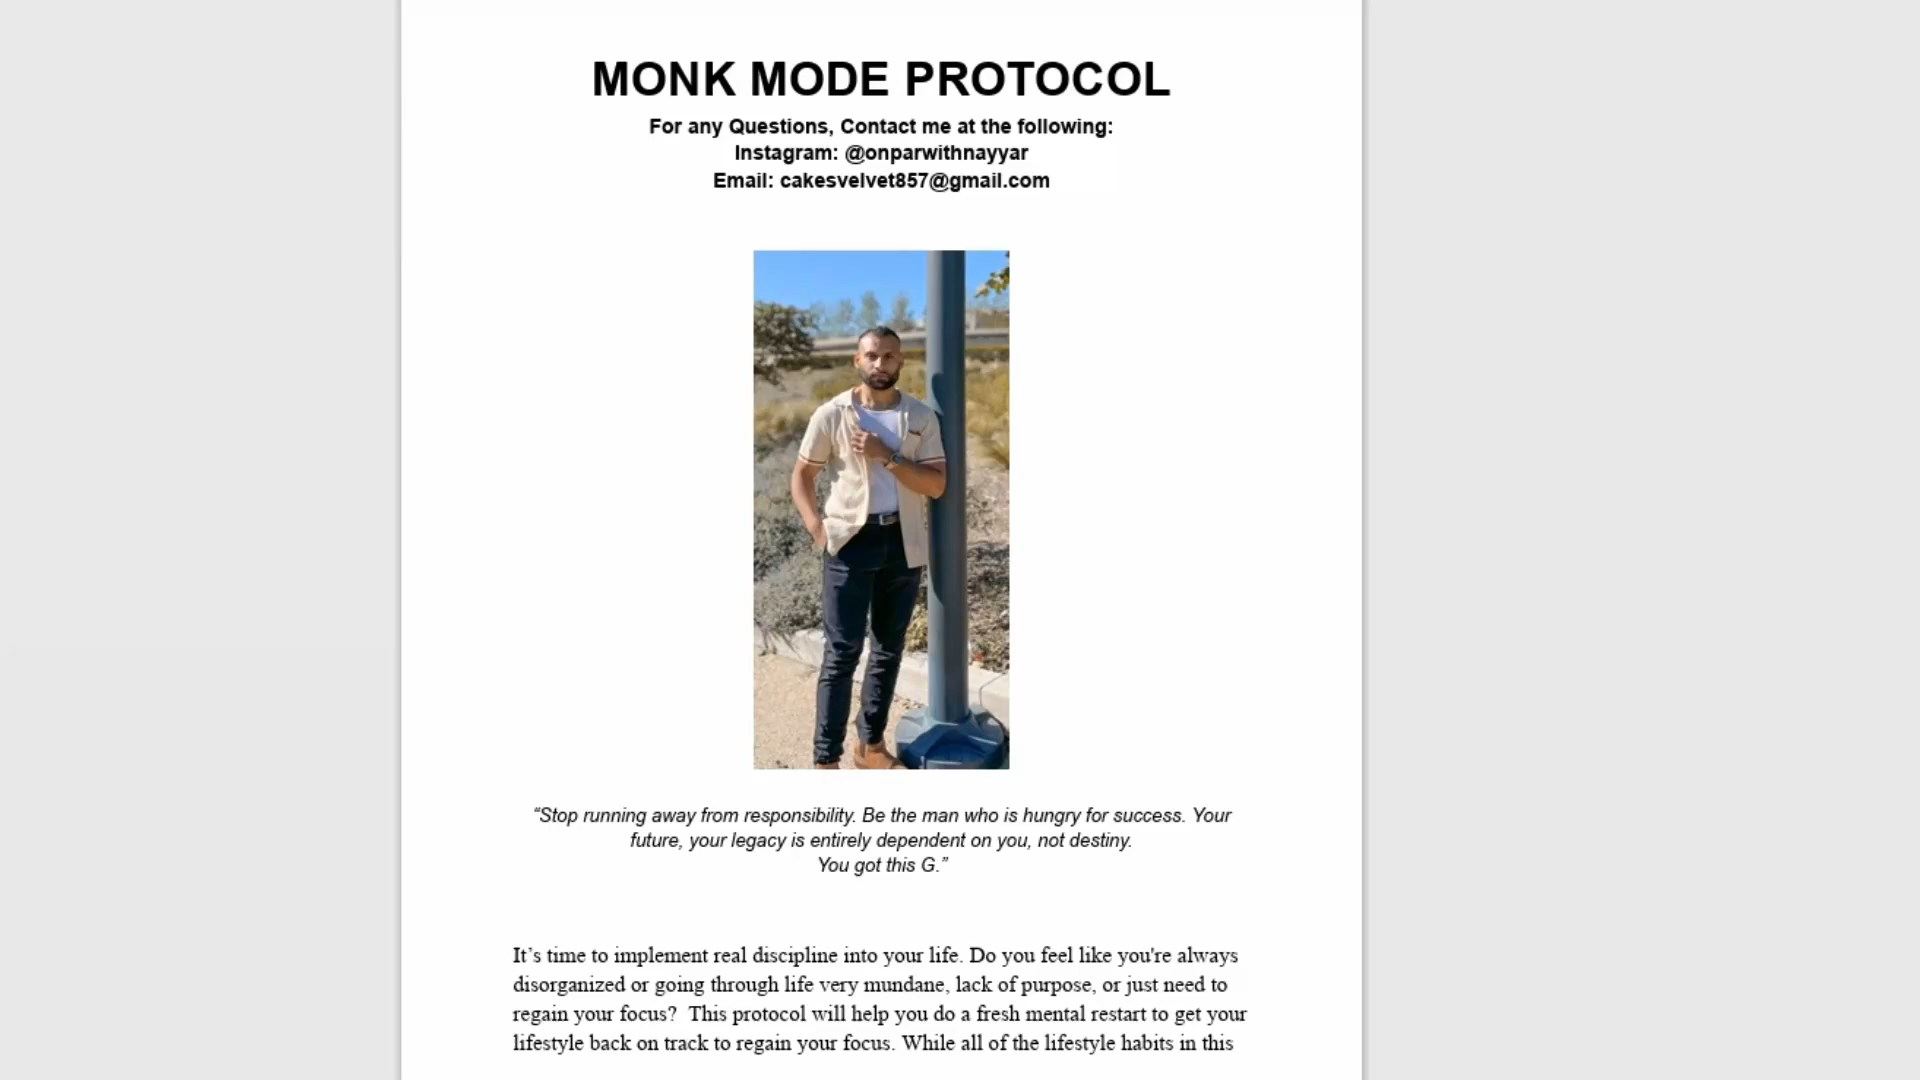 MONK MODE PROTOCOL
For any Questions, Contact me at the following:
Instagram: @onparwithnayyar
Email: cakesvelvet857@gmail.com
“Stop running away from responsibility. Be the man who is hungry for success. Your
future, your legacy is entirely dependent on you, not destiny.
You got this G.”
It’s time to implement real discipline into your life. Do you feel like you're always
disorganized or going through life very mundane, lack of purpose, or just need to
regain your focus?  This protocol will help you do a fresh mental restart to get your
lifestyle back on track to regain your focus. While all of the lifestyle habits in this